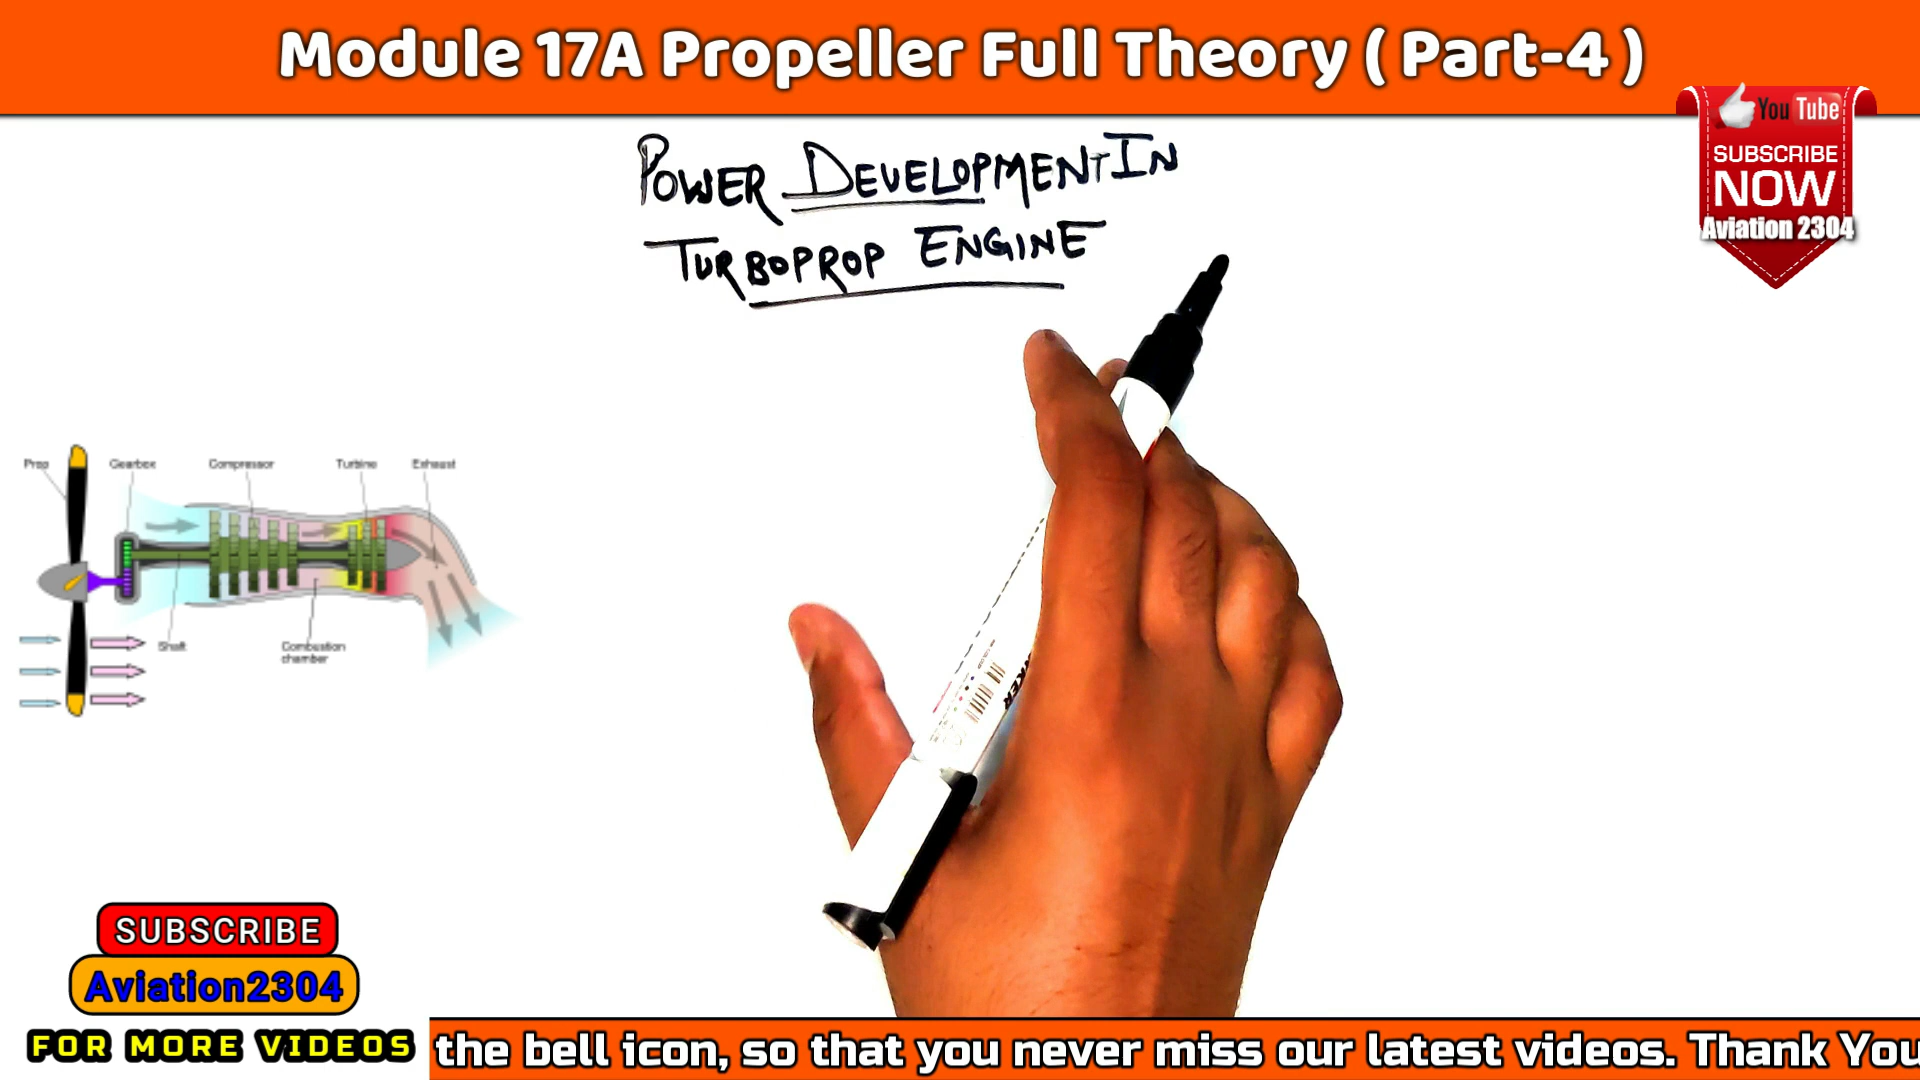 Module 17A Propeller Full Theory ( Part-4 )
You Tube
SUBSCRIBE
NOW
Aviation 2304
POWER DEVELOPMENT IN
TURBOPROP ENGINE
Prop
Gearbox
Compressor
Turbine
Exhaust
Shaft
Combustion
chamber
SUBSCRIBE
Aviation2304
FOR MORE VIDEOS
the bell icon, so that you never miss our latest videos. Thank You